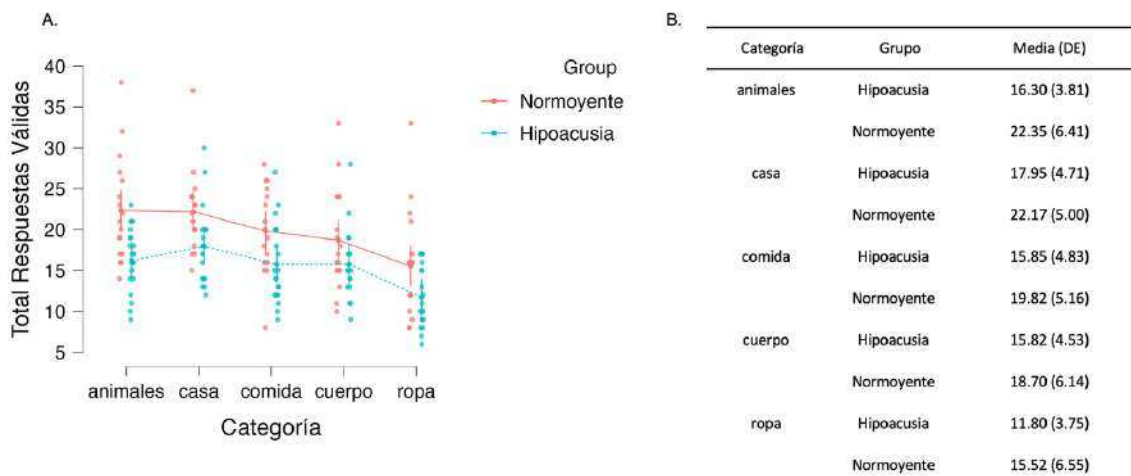 A.
Total Respuestas Válidas
40
35
30
25
20
15
10
5
animales casa comida cuerpo ropa
Categoría
Group
Normoyente
Hipoacusia
B.
Categoría Grupo Media (DE)
animales Hipoacusia 16.30 (3.81)
Normoyente 22.35 (6.41)
casa Hipoacusia 17.95 (4.71)
Normoyente 22.17 (5.00)
comida Hipoacusia 15.85 (4.83)
Normoyente 19.82 (5.16)
cuerpo Hipoacusia 15.82 (4.53)
Normoyente 18.70 (6.14)
ropa Hipoacusia 11.80 (3.75)
Normoyente 15.52 (6.55)